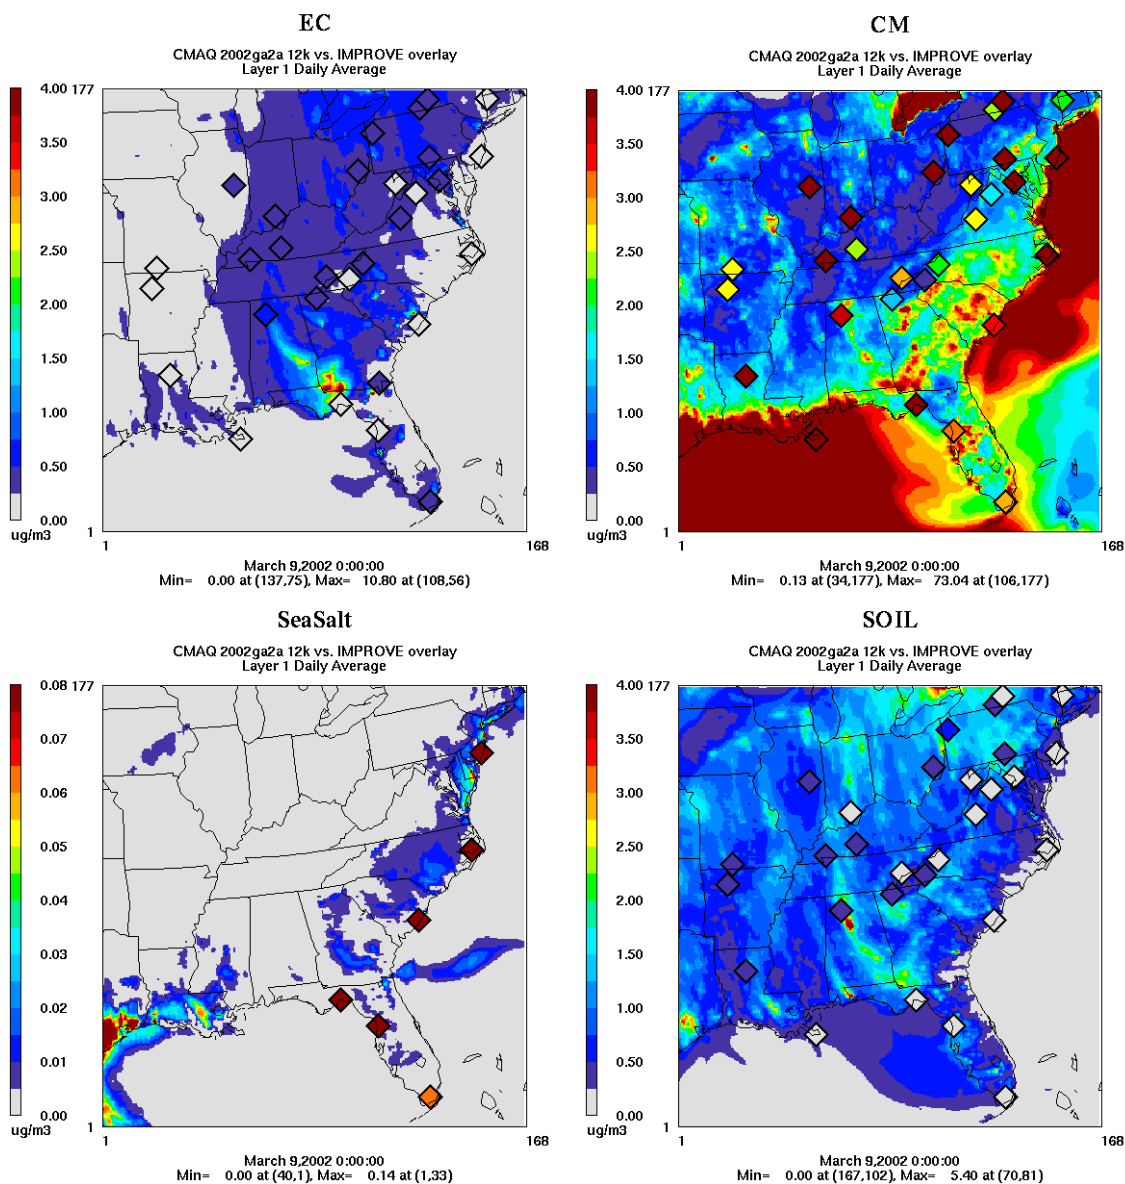 EC
CMAQ 2002ga2a 12k vs. IMPROVE overlay
Layer 1 Daily Average
4.00 177
3.50
3.00
2.50
2.00
1.50
1.00
0.50
0.00
ug/m3
1
1 168
March 9,2002 0:00:00
Min= 0.00 at (137,75), Max= 10.80 at (108,56)
CM
CMAQ 2002ga2a 12k vs. IMPROVE overlay
Layer 1 Daily Average
4.00 177
3.50
3.00
2.50
2.00
1.50
1.00
0.50
0.00
ug/m3
1
1 168
March 9,2002 0:00:00
Min= 0.13 at (34,177), Max= 73.04 at (106,177)
SeaSalt
CMAQ 2002ga2a 12k vs. IMPROVE overlay
Layer 1 Daily Average
0.08 177
0.07
0.06
0.05
0.04
0.03
0.02
0.01
0.00
ug/m3
1
1 168
March 9,2002 0:00:00
Min= 0.00 at (40,1), Max= 0.14 at (1,33)
SOIL
CMAQ 2002ga2a 12k vs. IMPROVE overlay
Layer 1 Daily Average
4.00 177
3.50
3.00
2.50
2.00
1.50
1.00
0.50
0.00
ug/m3
1
1 168
March 9,2002 0:00:00
Min= 0.00 at (167,102), Max= 5.40 at (70,81)